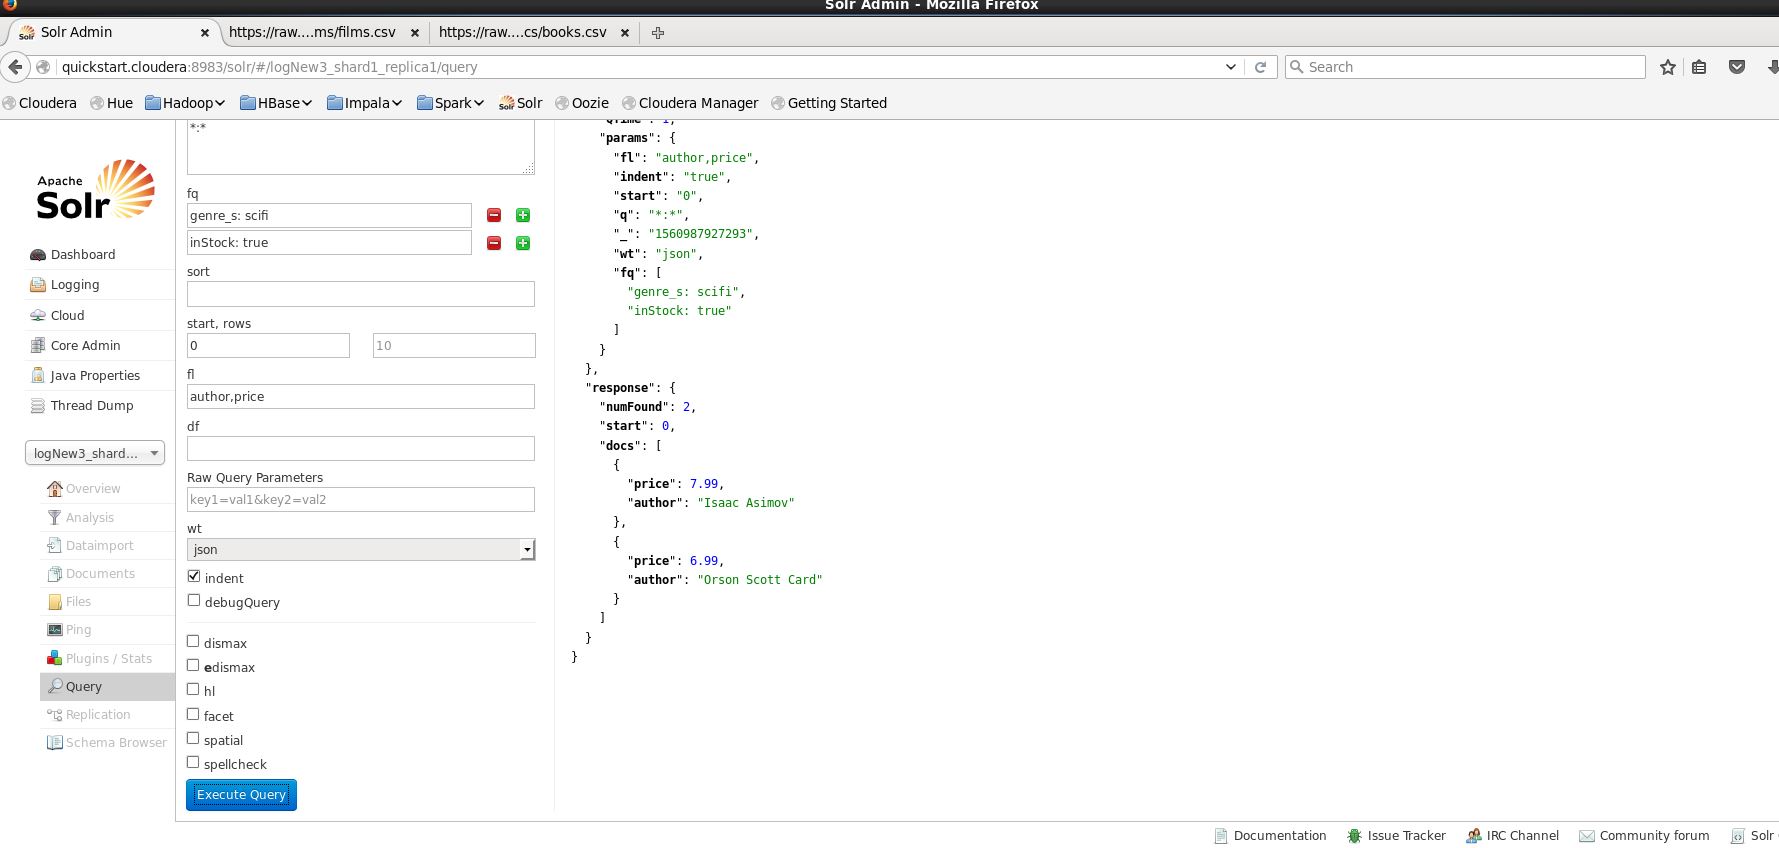 Solr Admin - Mozilla Firefox
Solr Admin × https://raw....ms/films.csv × https://raw....cs/books.csv ×
quickstart.cloudera:8983/solr/#/logNew3_shard1_replica1/query Search
Cloudera Hue Hadoop HBase Impala Spark Solr Oozie Cloudera Manager Getting Started
Apache
Solr
Dashboard
Logging
Cloud
Core Admin
Java Properties
Thread Dump
logNew3_shard...
Overview
Analysis
Dataimport
Documents
Files
Ping
Plugins / Stats
Query
Replication
Schema Browser
*:*
fq
genre_s: scifi
inStock: true
sort
start, rows
0 10
fl
author,price
df
Raw Query Parameters
key1=val1&key2=val2
wt
json
indent
debugQuery
dismax
edismax
hl
facet
spatial
spellcheck
Execute Query
"QTime": 1,
"params": {
"fl": "author,price",
"indent": "true",
"start": "0",
"q": "*:*",
"_": "1560987927293",
"wt": "json",
"fq": [
"genre_s: scifi",
"inStock: true"
]
}
},
"response": {
"numFound": 2,
"start": 0,
"docs": [
{
"price": 7.99,
"author": "Isaac Asimov"
},
{
"price": 6.99,
"author": "Orson Scott Card"
}
]
}
}
Documentation Issue Tracker IRC Channel Community forum Solr